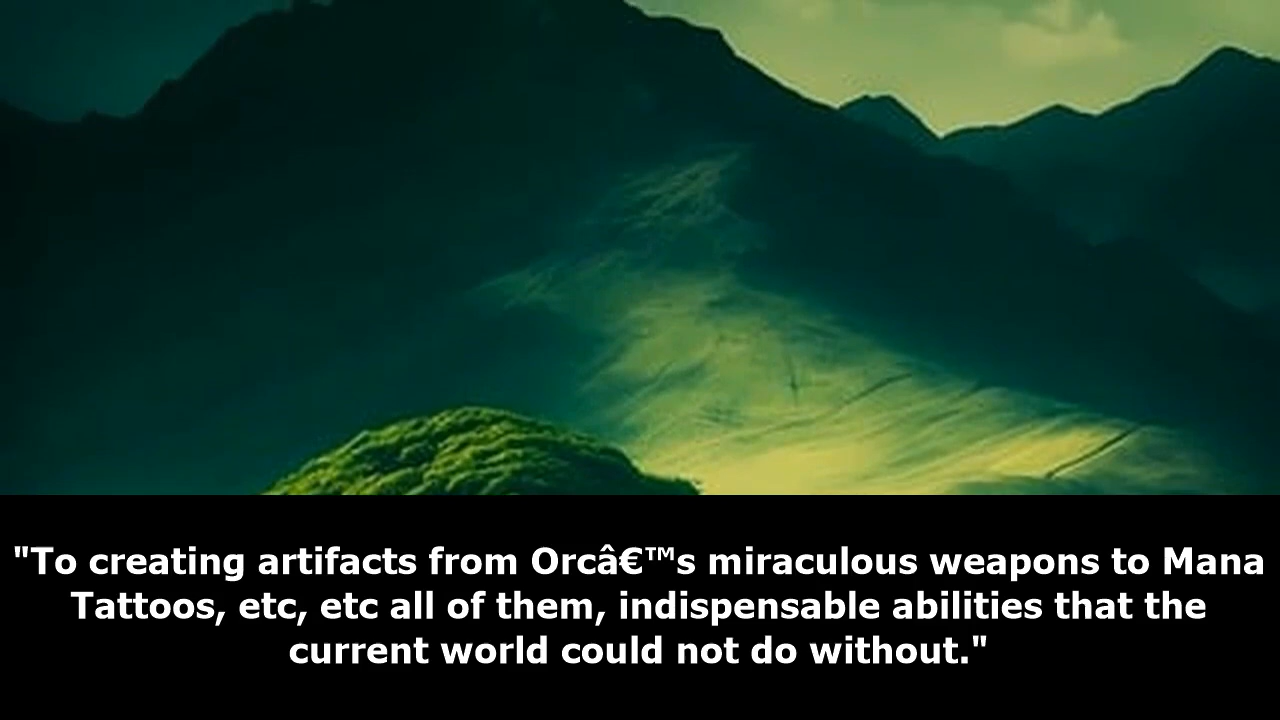 "To creating artifacts from Orcâ€™s miraculous weapons to Mana
Tattoos, etc, etc all of them, indispensable abilities that the
current world could not do without."